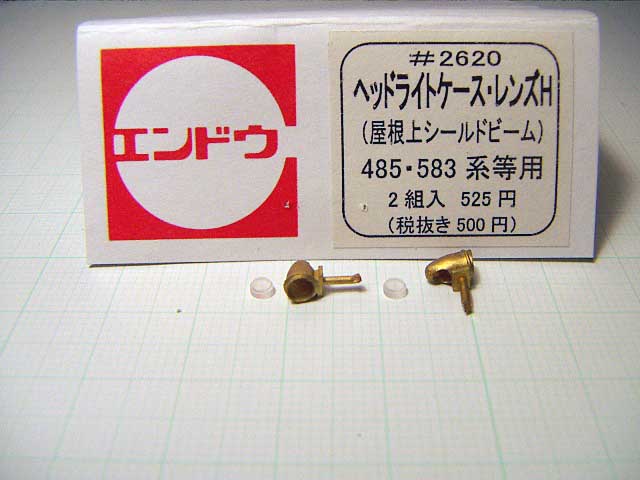 エンドウ
#2620
ヘッドライトケース・レンズH
(屋根上シールドビーム)
485・583系等用
2組入 525円
(税抜き500円)